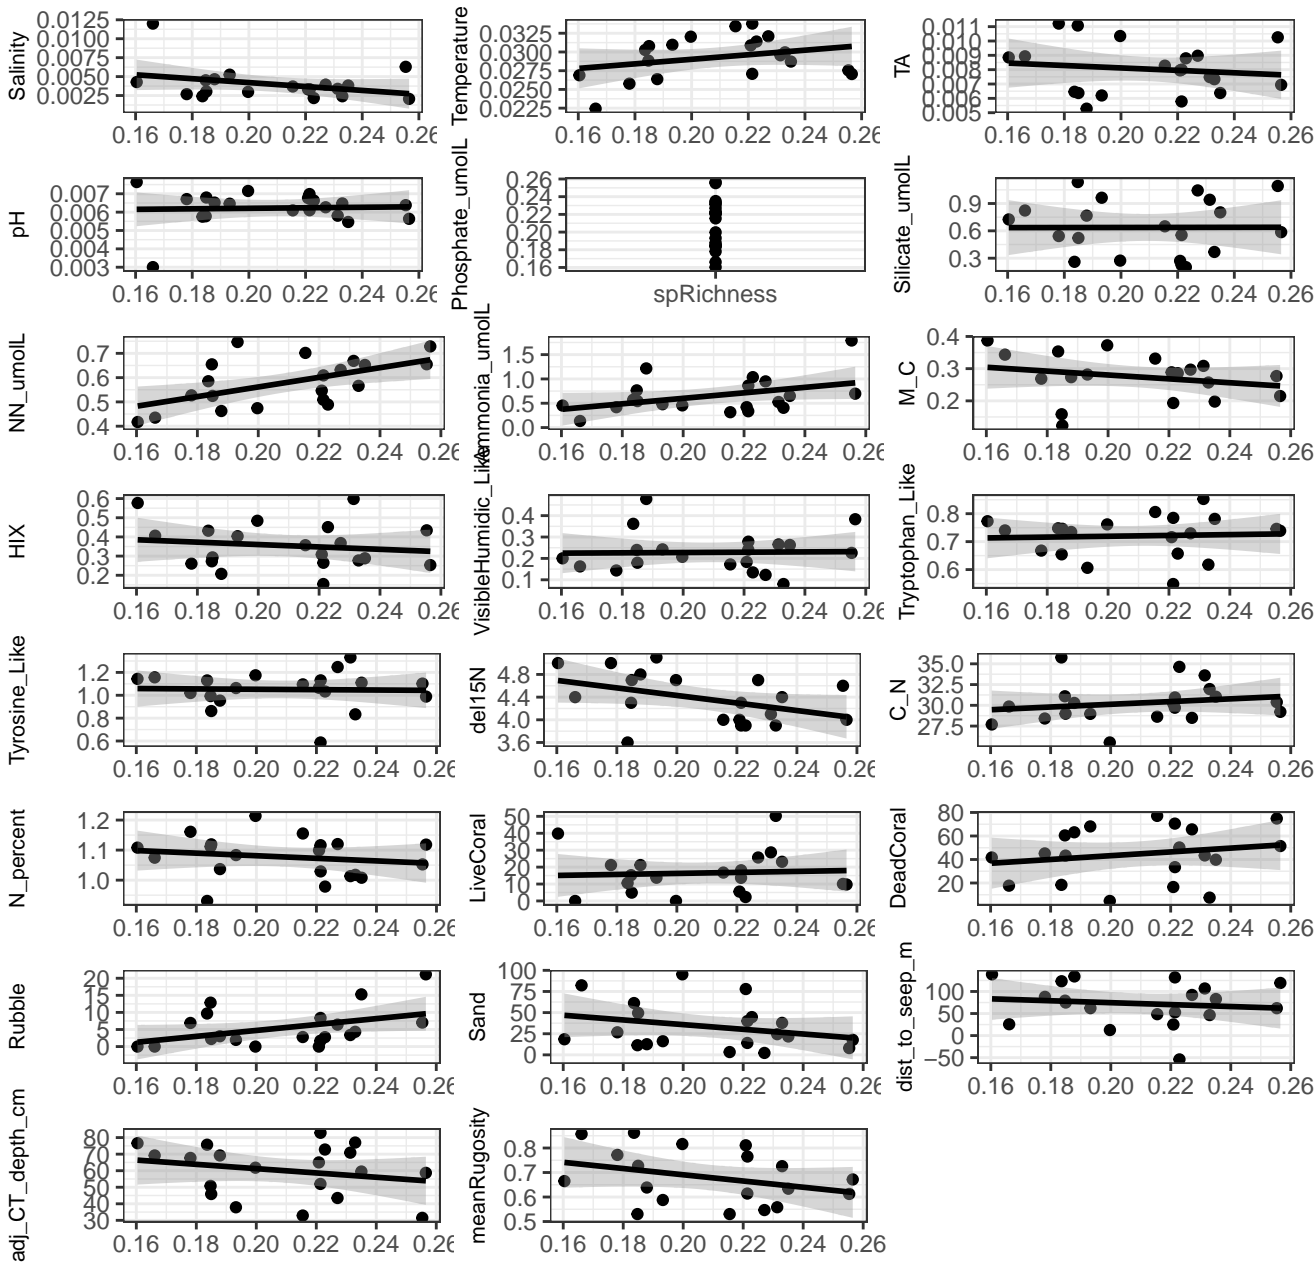 Salinity
0.0125
0.0100
0.0075
0.0050
0.0025
0.16 0.18 0.20 0.22 0.24 0.26
Temperature
0.0325
0.0300
0.0275
0.0250
0.0225
0.16 0.18 0.20 0.22 0.24 0.26
TA
0.011
0.010
0.009
0.008
0.007
0.006
0.005
0.16 0.18 0.20 0.22 0.24 0.26
pH
0.007
0.006
0.005
0.004
0.003
0.16 0.18 0.20 0.22 0.24 0.26
Phosphate_umolL
0.26
0.24
0.22
0.20
0.18
0.16
spRichness
Silicate_umolL
0.9
0.6
0.3
0.16 0.18 0.20 0.22 0.24 0.26
NN_umolL
0.7
0.6
0.5
0.4
0.16 0.18 0.20 0.22 0.24 0.26
Ammonia_umolL
1.5
1.0
0.5
0.0
0.16 0.18 0.20 0.22 0.24 0.26
M_C
0.4
0.3
0.2
0.16 0.18 0.20 0.22 0.24 0.26
HIX
0.6
0.5
0.4
0.3
0.2
0.16 0.18 0.20 0.22 0.24 0.26
VisibleHumidic_Like
0.4
0.3
0.2
0.1
0.16 0.18 0.20 0.22 0.24 0.26
Tryptophan_Like
0.8
0.7
0.6
0.16 0.18 0.20 0.22 0.24 0.26
Tyrosine_Like
1.2
1.0
0.8
0.6
0.16 0.18 0.20 0.22 0.24 0.26
del15N
4.8
4.4
4.0
3.6
0.16 0.18 0.20 0.22 0.24 0.26
C_N
35.0
32.5
30.0
27.5
0.16 0.18 0.20 0.22 0.24 0.26
N_percent
1.2
1.1
1.0
0.16 0.18 0.20 0.22 0.24 0.26
LiveCoral
50
40
30
20
10
0
0.16 0.18 0.20 0.22 0.24 0.26
DeadCoral
80
60
40
20
0.16 0.18 0.20 0.22 0.24 0.26
Rubble
20
15
10
5
0
0.16 0.18 0.20 0.22 0.24 0.26
Sand
100
75
50
25
0
0.16 0.18 0.20 0.22 0.24 0.26
dist_to_seep_m
100
50
0
−50
0.16 0.18 0.20 0.22 0.24 0.26
adj_CT_depth_cm
80
70
60
50
40
30
0.16 0.18 0.20 0.22 0.24 0.26
meanRugosity
0.8
0.7
0.6
0.5
0.16 0.18 0.20 0.22 0.24 0.26